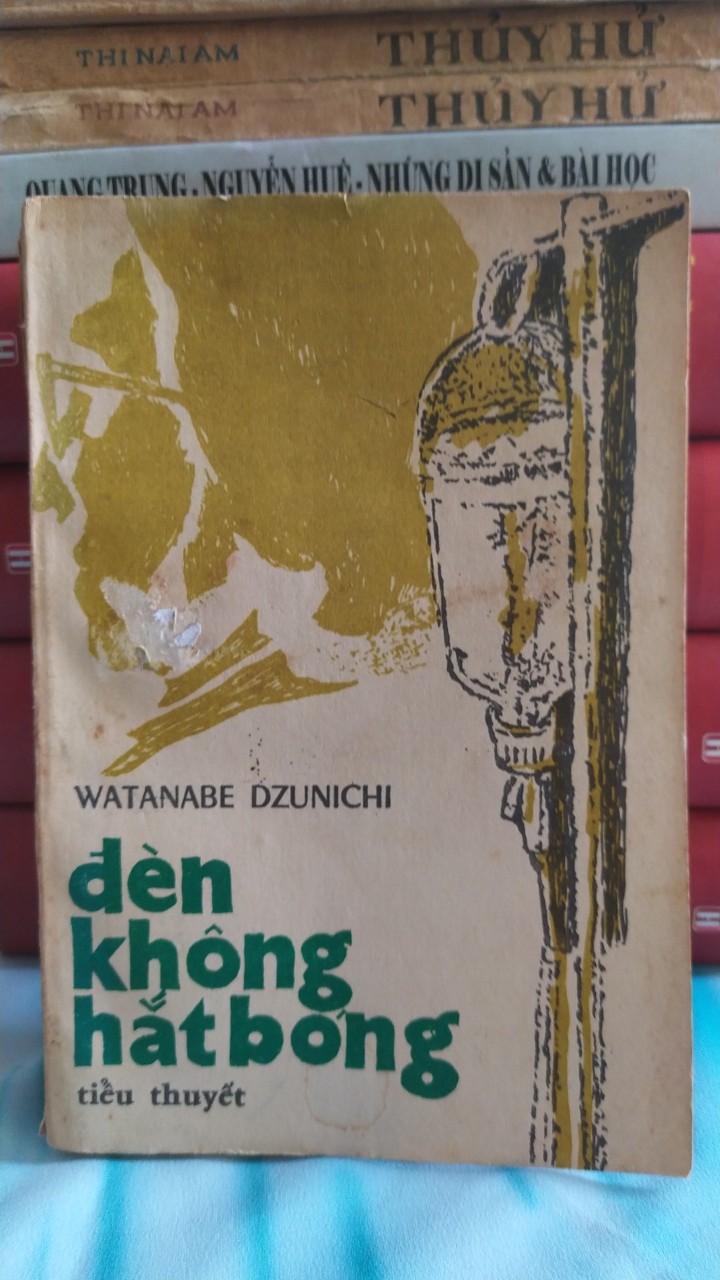 THI NAI AM THỦY HỬ
THI NAI AM THỦY HỬ
QUANG TRUNG - NGUYỄN HUỆ - NHỮNG DI SẢN & BÀI HỌC
WATANABE DZUNICHI
đèn
không
hắt bóng
tiểu thuyết